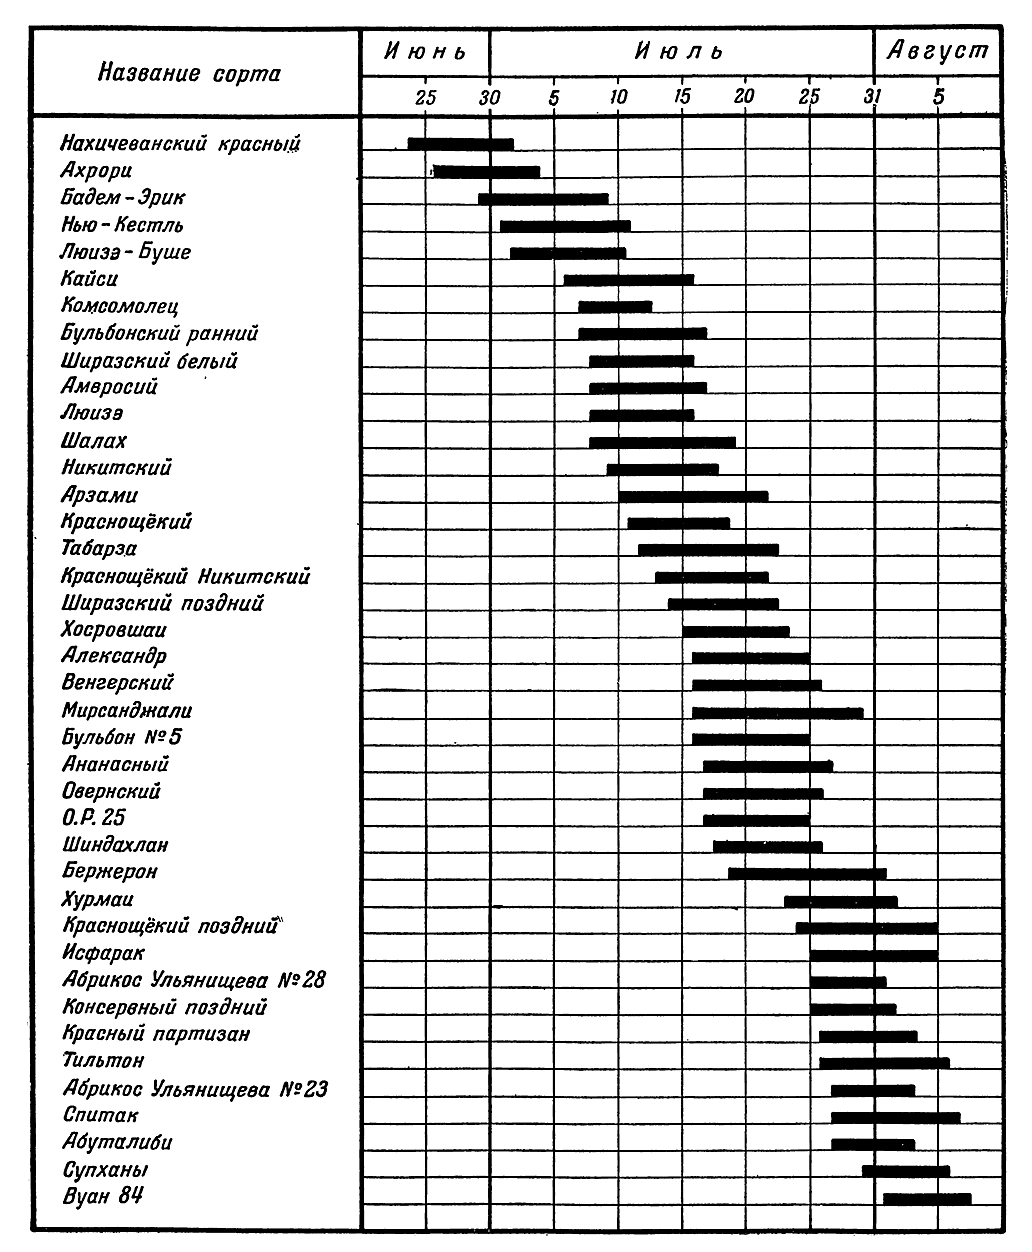 Название сорта
Июнь Июль Август
25 30 5 10 15 20 25 31 5
Нахичеванский красный
Ахрори
Бадем-Эрик
Нью-Кестль
Люизэ-Буше
Кайси
Комсомолец
Бульбонский ранний
Ширазский белый
Амвросий
Люизэ
Шалах
Никитский
Арзами
Краснощёкий
Табарза
Краснощёкий Никитский
Ширазский поздний
Хосровшаи
Александр
Венгерский
Мирсанджали
Бульбон №5
Ананасный
Овернский
О.Р. 25
Шиндахлан
Бержерон
Хурмаи
Краснощёкий поздний
Исфарак
Абрикос Ульянищева №28
Консервный поздний
Красный партизан
Тильтон
Абрикос Ульянищева №23
Спитак
Абуталиби
Супханы
Вуан 84